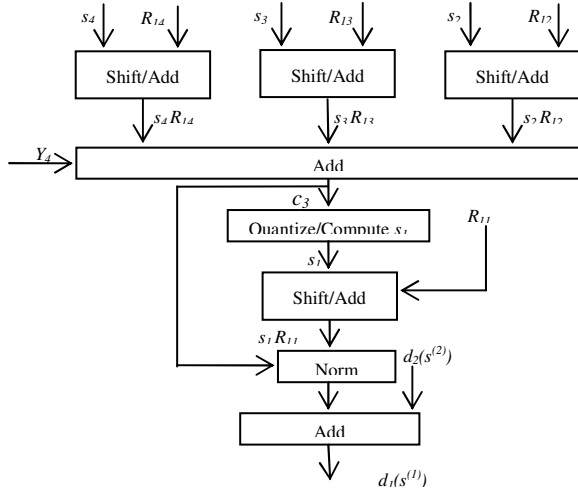 s4 R14 s3 R13 s2 R12
Shift/Add Shift/Add Shift/Add
s4R14 s3R13 s2R12
Y4
Add
c3
R11
Quantize/Compute s1
s1
Shift/Add
s1R11
d2(s(2))
Norm
Add
d1(s(1))